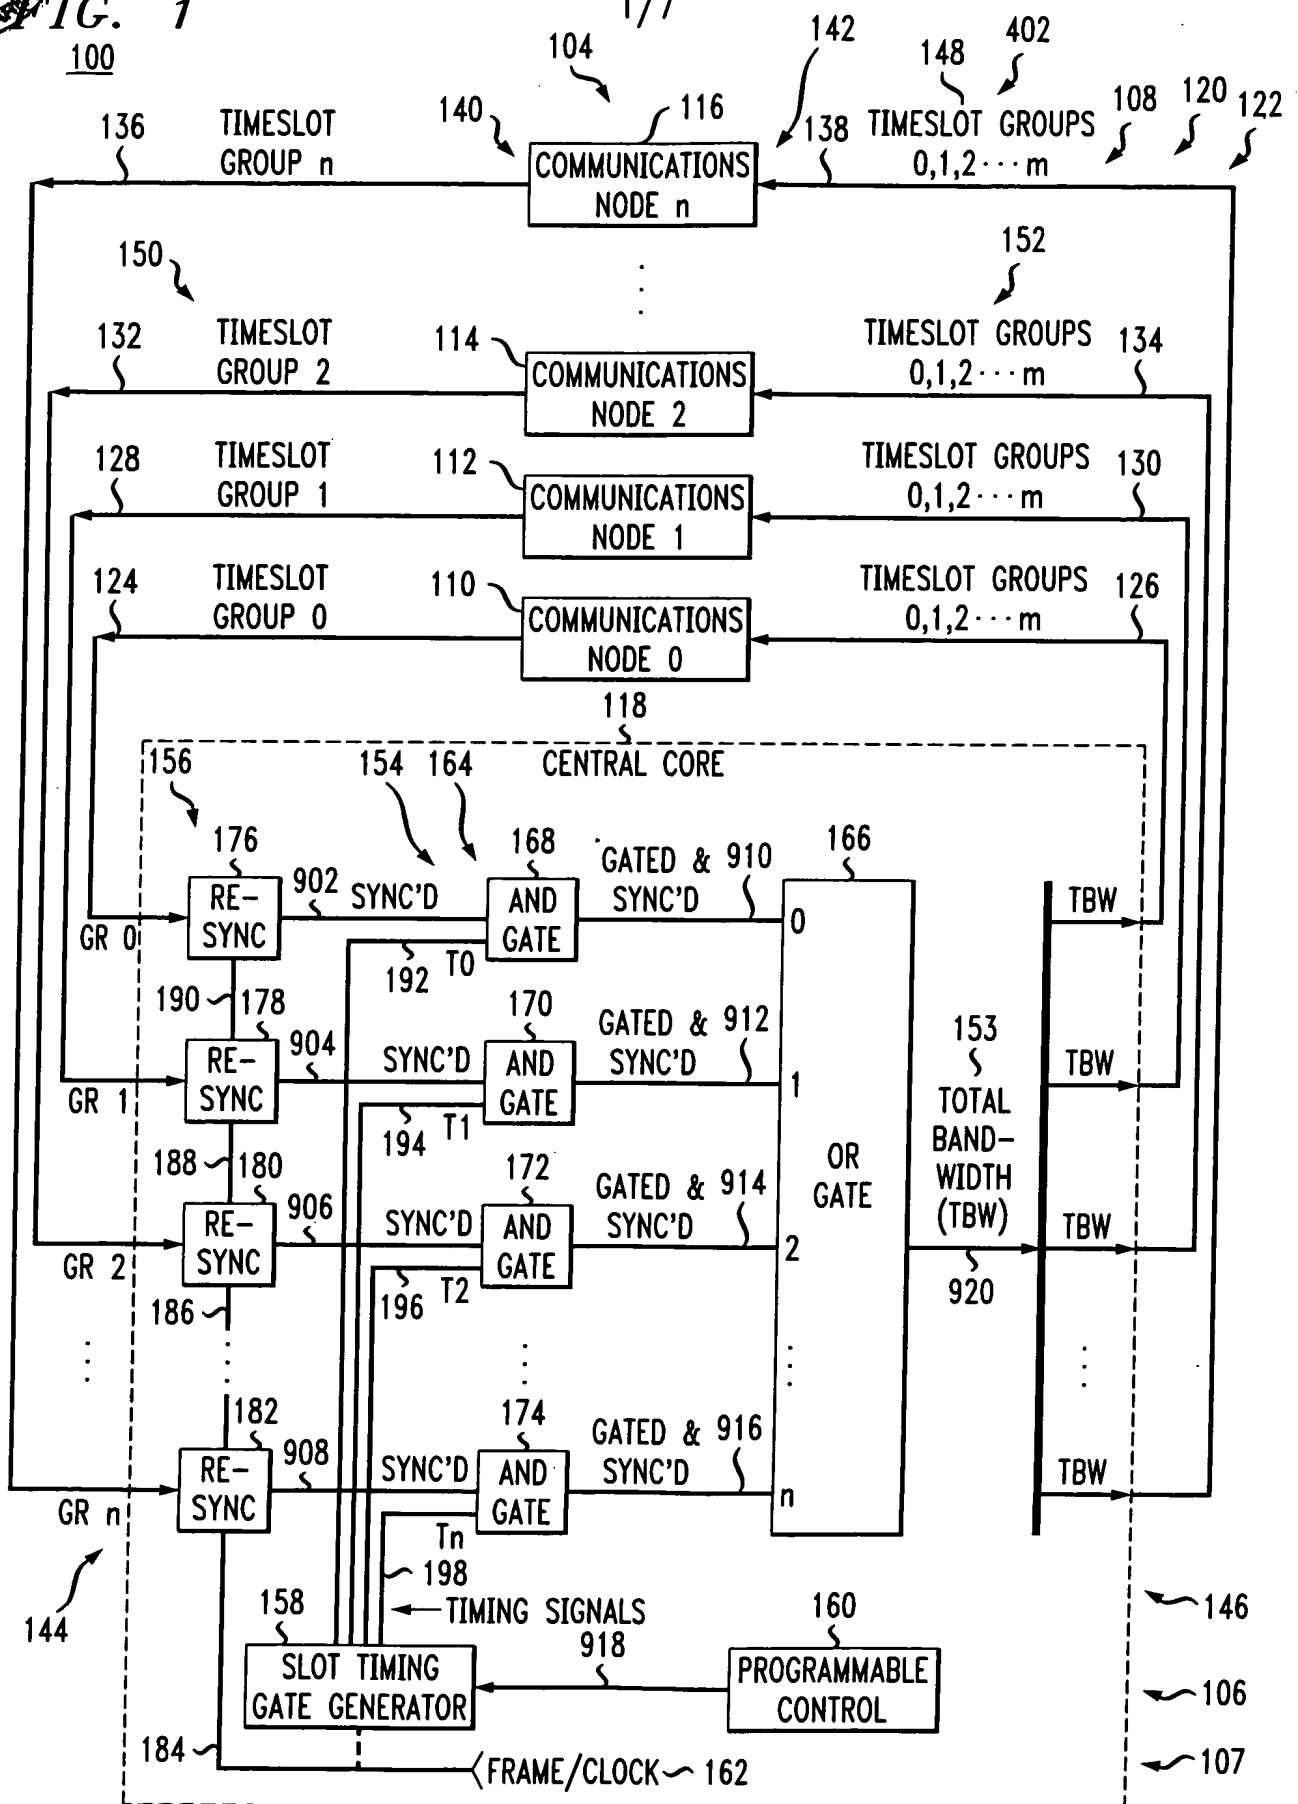 FIG. 1
1/7
100
104
142
148
402
108
120
122
136
TIMESLOT
GROUP n
140
116
COMMUNICATIONS
NODE n
138
TIMESLOT GROUPS
0,1,2···m
150
152
132
TIMESLOT
GROUP 2
114
COMMUNICATIONS
NODE 2
TIMESLOT GROUPS
0,1,2···m
134
128
TIMESLOT
GROUP 1
112
COMMUNICATIONS
NODE 1
TIMESLOT GROUPS
0,1,2···m
130
124
TIMESLOT
GROUP 0
110
COMMUNICATIONS
NODE 0
TIMESLOT GROUPS
0,1,2···m
126
118
CENTRAL CORE
156
154
164
176
RE-
SYNC
GR 0
902
SYNC'D
168
AND
GATE
GATED &
SYNC'D
910
0
166
TBW
192
T0
190
178
RE-
SYNC
GR 1
904
SYNC'D
170
AND
GATE
GATED &
SYNC'D
912
1
153
TOTAL
BAND-
WIDTH
(TBW)
TBW
194
T1
188
180
RE-
SYNC
GR 2
906
SYNC'D
172
AND
GATE
GATED &
SYNC'D
914
2
OR
GATE
920
TBW
196
T2
186
182
RE-
SYNC
GR n
908
SYNC'D
174
AND
GATE
GATED &
SYNC'D
916
n
TBW
Tn
198
144
TIMING SIGNALS
158
SLOT TIMING
GATE GENERATOR
918
160
PROGRAMMABLE
CONTROL
146
106
107
184
FRAME/CLOCK
162